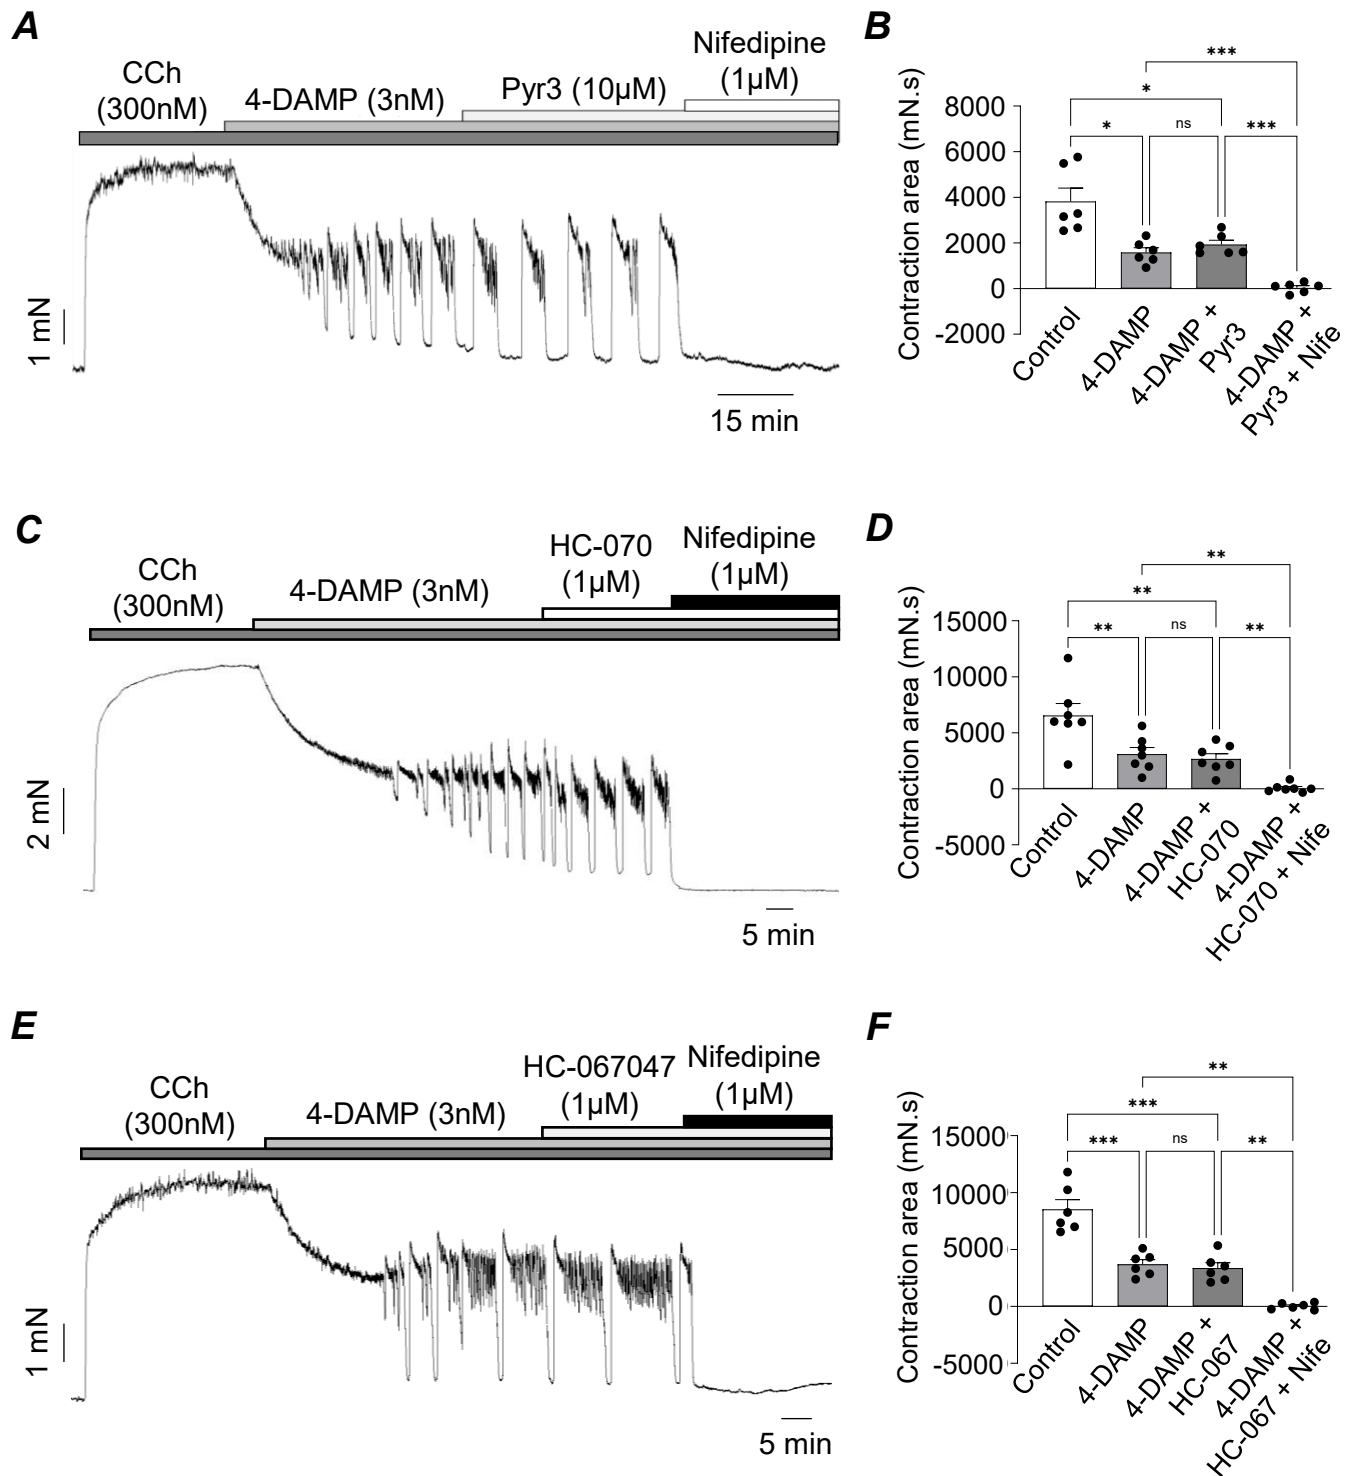 A
CCh
(300nM)
4-DAMP (3nM)
Pyr3 (10µM)
Nifedipine
(1µM)
1 mN
15 min
B
Contraction area (mN.s)
8000
6000
4000
2000
0
-2000
*
*
ns
***
***
Control
4-DAMP
4-DAMP +
Pyr3
4-DAMP +
Pyr3 + Nife
C
CCh
(300nM)
4-DAMP (3nM)
HC-070
(1µM)
Nifedipine
(1µM)
2 mN
5 min
D
Contraction area (mN.s)
15000
10000
5000
0
-5000
**
**
**
ns
**
Control
4-DAMP
4-DAMP +
HC-070
4-DAMP +
HC-070 + Nife
E
CCh
(300nM)
4-DAMP (3nM)
HC-067047
(1µM)
Nifedipine
(1µM)
1 mN
5 min
F
Contraction area (mN.s)
15000
10000
5000
0
-5000
**
***
***
ns
**
Control
4-DAMP
4-DAMP +
HC-067
4-DAMP +
HC-067 + Nife